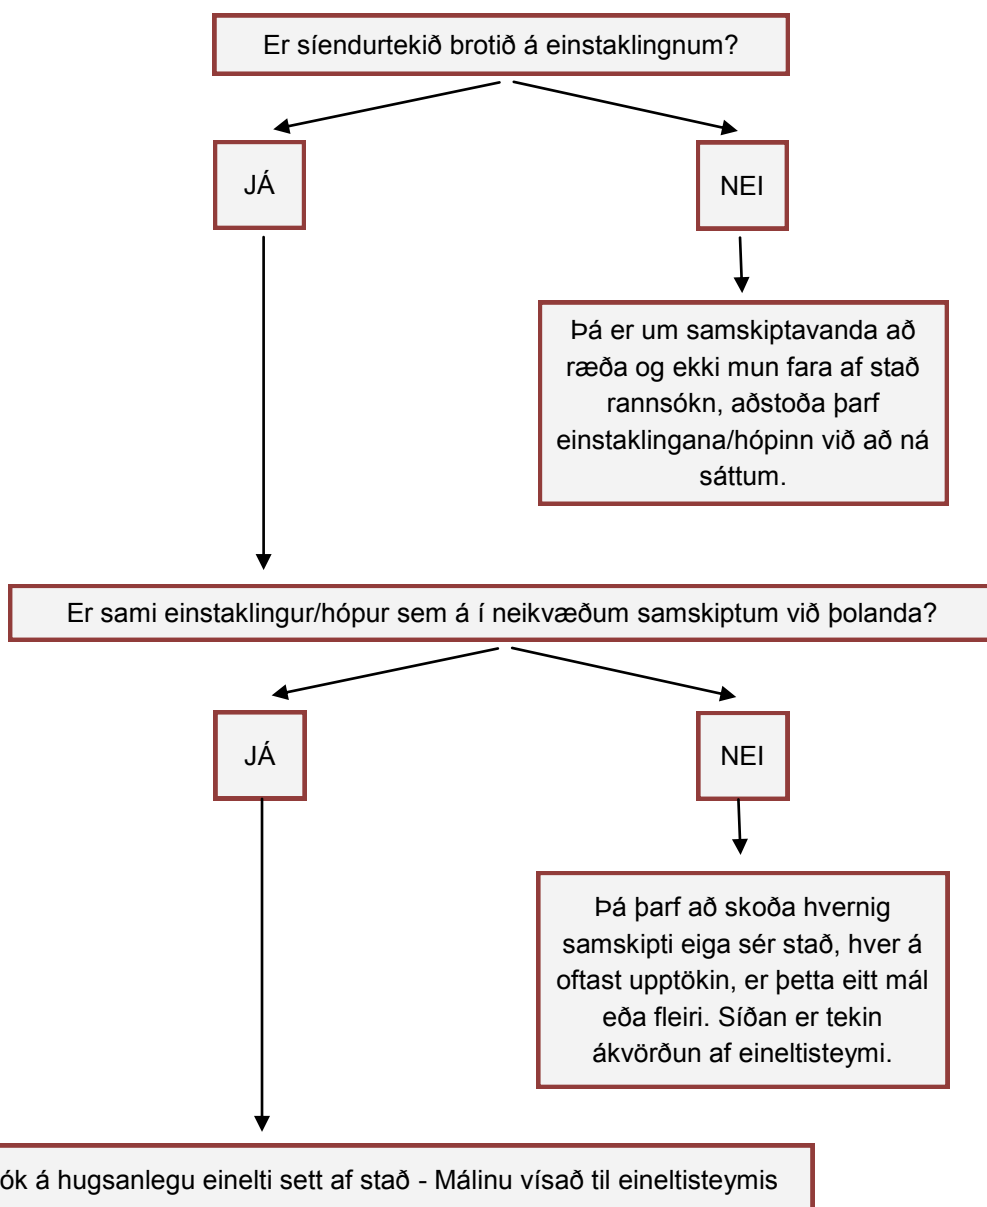 Er síendurtekið brotið á einstaklingnum?
JÁ
NEI
Þá er um samskiptavanda að
ræða og ekki mun fara af stað
rannsókn, aðstoða þarf
einstaklingana/hópinn við að ná
sáttum.
Er sami einstaklingur/hópur sem á í neikvæðum samskiptum við þolanda?
JÁ
NEI
Þá þarf að skoða hvernig
samskipti eiga sér stað, hver á
oftast upptökin, er þetta eitt mál
eða fleiri. Síðan er tekin
ákvörðun af eineltisteymi.
á hugsanlegu einelti sett af stað - Málinu vísað til eineltisteymis